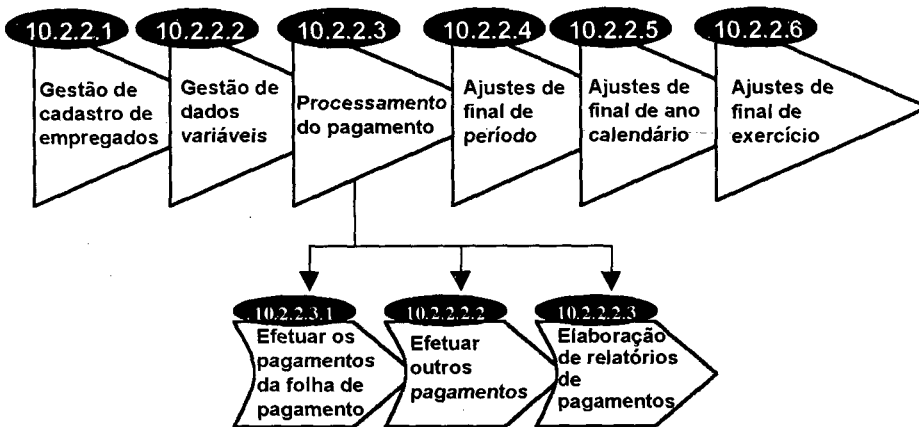 10.2.2.1
10.2.2.2
10.2.2.3
10.2.2.4
10.2.2.5
10.2.2.6
Gestão de
cadastro de
empregados
Gestão de
dados
variáveis
Processamento
do pagamento
Ajustes de
final de
período
Ajustes de
final de ano
calendário
Ajustes de
final de
exercício
10.2.2.3.1
10.2.2.2.2
10.2.2.2.3
Efetuar os
pagamentos
da folha de
pagamento
Efetuar
outros
pagamentos
Elaboração
de relatórios
de
pagamentos